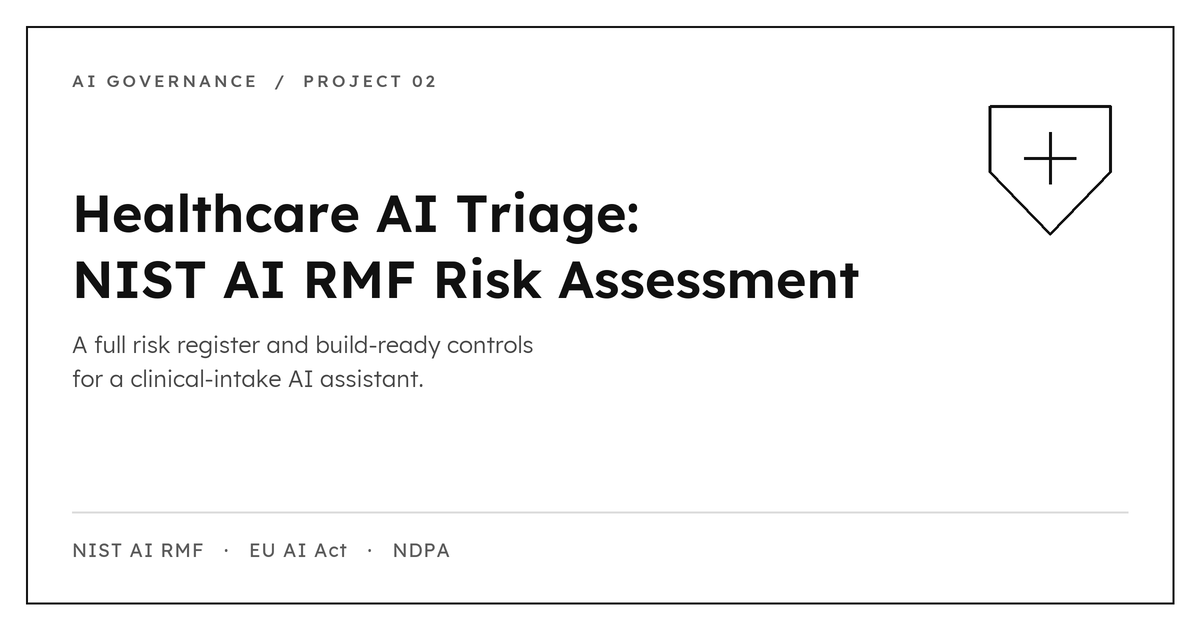 AI GOVERNANCE / PROJECT 02
Healthcare AI Triage:
NIST AI RMF Risk Assessment
A full risk register and build-ready controls
for a clinical-intake AI assistant.
NIST AI RMF · EU AI Act · NDPA